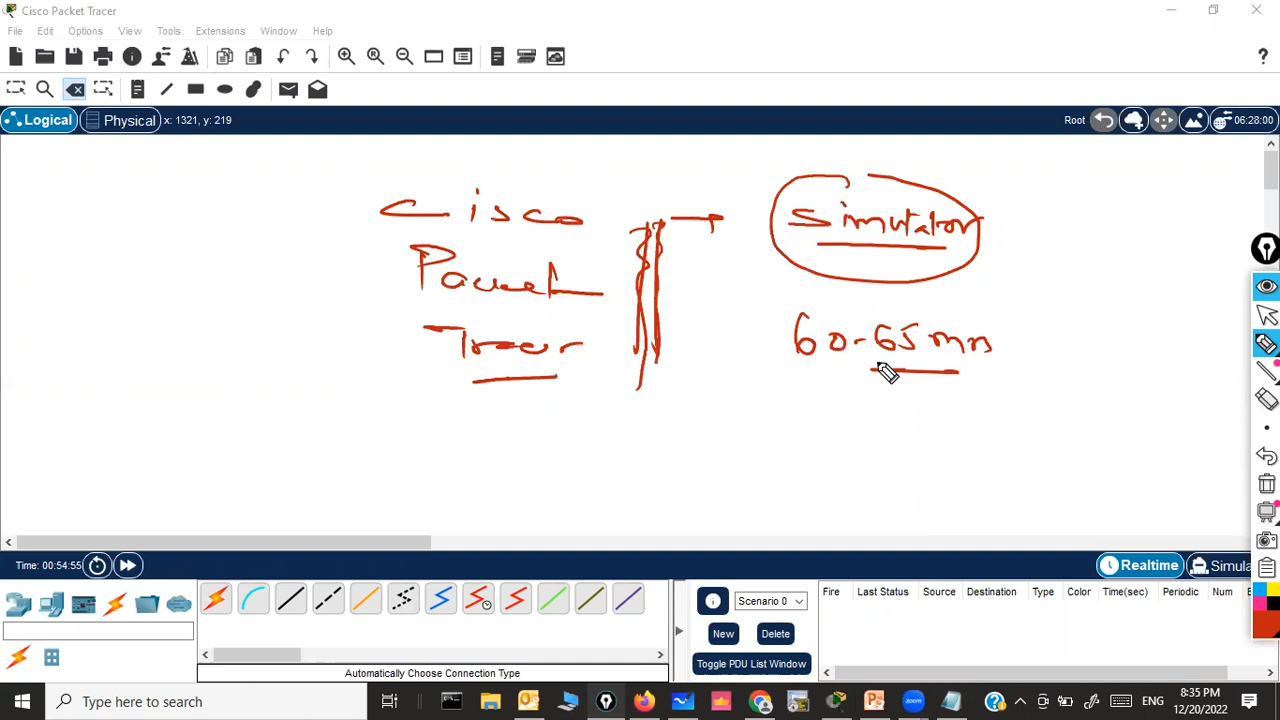 Cisco Packet Tracer
File Edit Options View Tools Extensions Window Help
Logical Physical x: 1321, y: 219 Root 06:28:00
Cisco
Packet
Tracer
Simulator
60-65 min
Time: 00:54:55 Realtime Simula
Scenario 0
New Delete
Toggle PDU List Window
Fire Last Status Source Destination Type Color Time(sec) Periodic Num E
Automatically Choose Connection Type
Type here to search
8:35 PM
12/20/2022